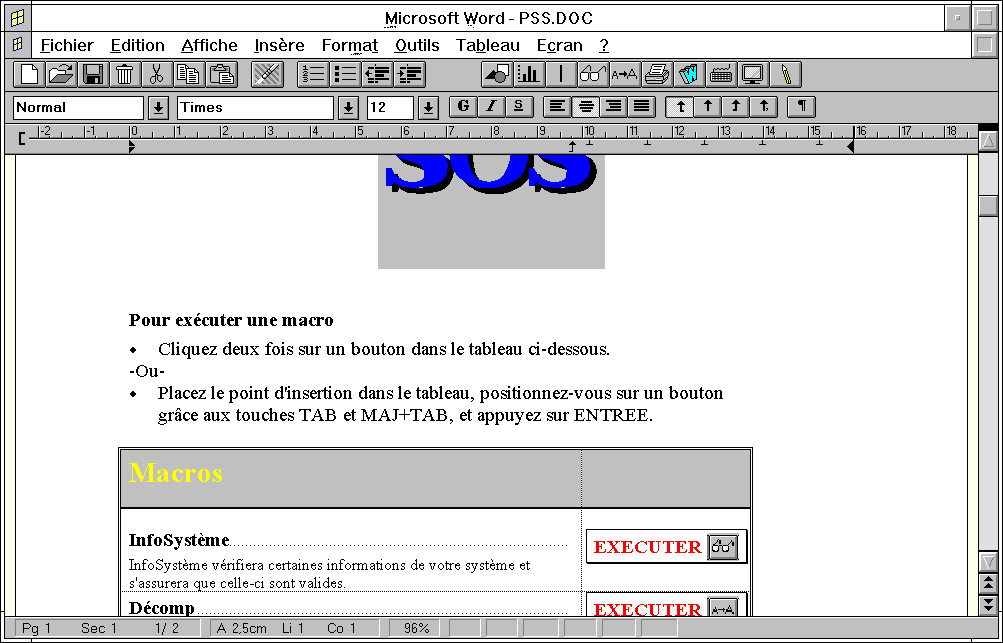 Microsoft Word - PSS.DOC
Fichier Edition Affiche Insère Format Outils Tableau Ecran ?
A→A
Normal Times 12 G I S ¶
-2 -1 0 1 2 3 4 5 6 7 8 9 10 11 12 13 14 15 16 17 18
SOS
Pour exécuter une macro
• Cliquez deux fois sur un bouton dans le tableau ci-dessous.
-Ou-
• Placez le point d'insertion dans le tableau, positionnez-vous sur un bouton
grâce aux touches TAB et MAJ+TAB, et appuyez sur ENTREE.
Macros
InfoSystème
EXECUTER
InfoSystème vérifiera certaines informations de votre système et
s'assurera que celle-ci sont valides.
Décomp
EXECUTER A→A
Pg 1 Sec 1 1/ 2 A 2,5cm Li 1 Co 1 96%